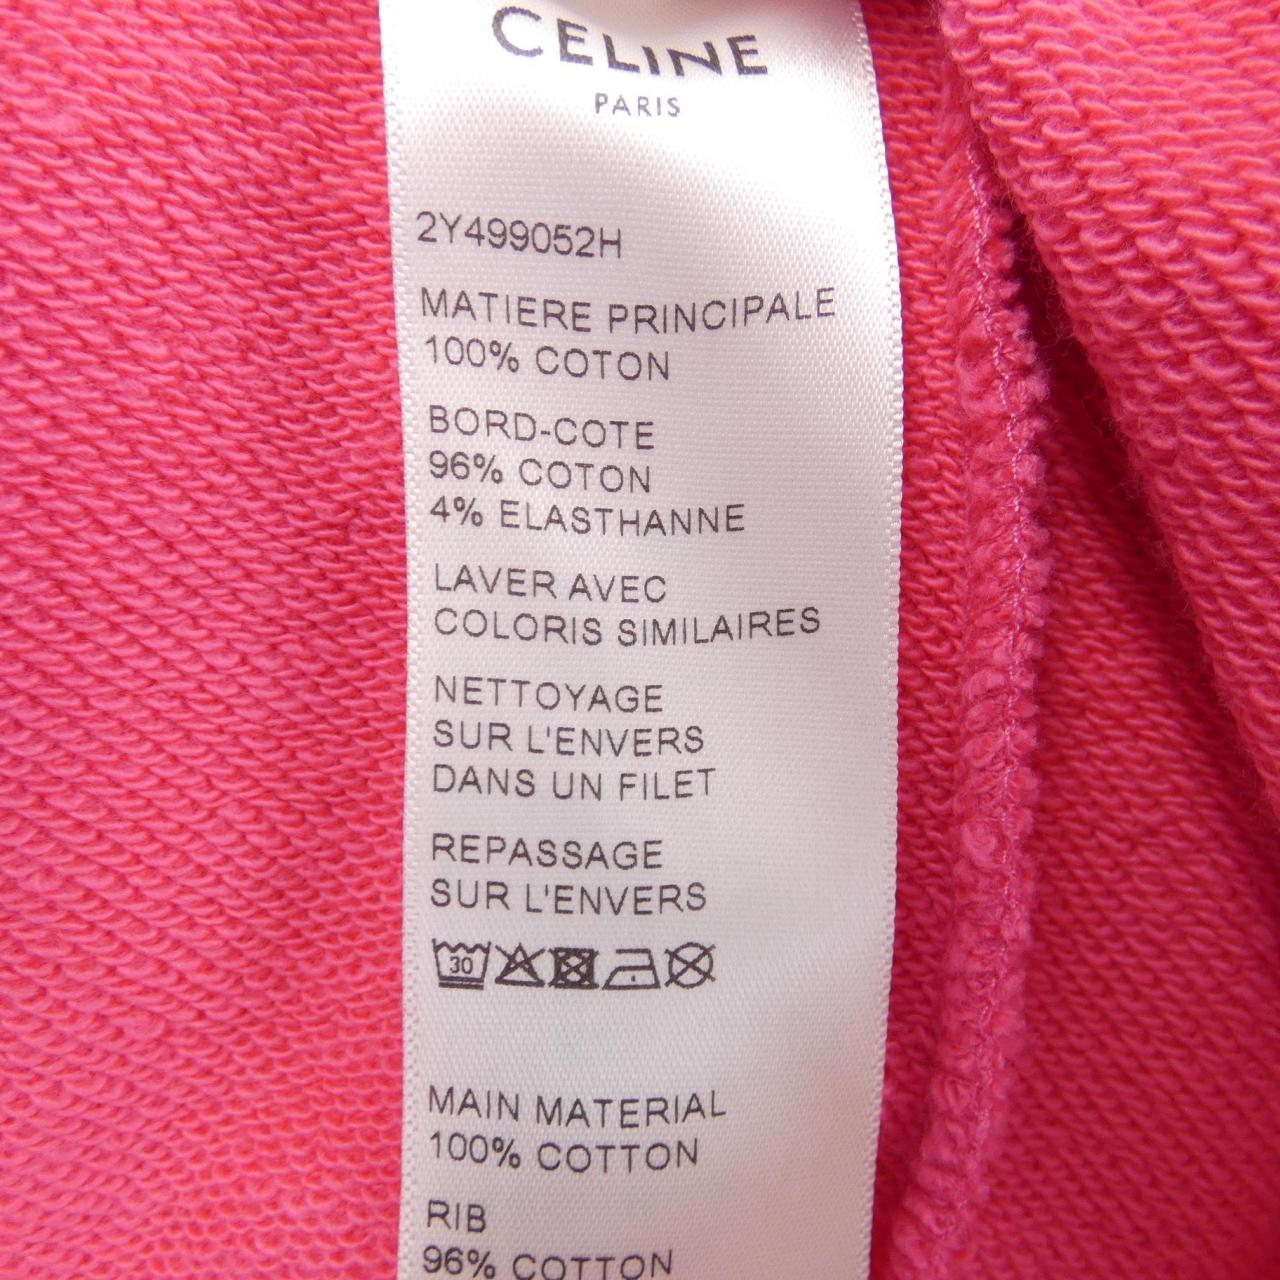 CELINE
PARIS
2Y499052H
MATIERE PRINCIPALE
100% COTON
BORD-COTE
96% COTON
4% ELASTHANNE
LAVER AVEC
COLORIS SIMILAIRES
NETTOYAGE
SUR L'ENVERS
DANS UN FILET
REPASSAGE
SUR L'ENVERS
30
MAIN MATERIAL
100% COTTON
RIB
96% COTTON